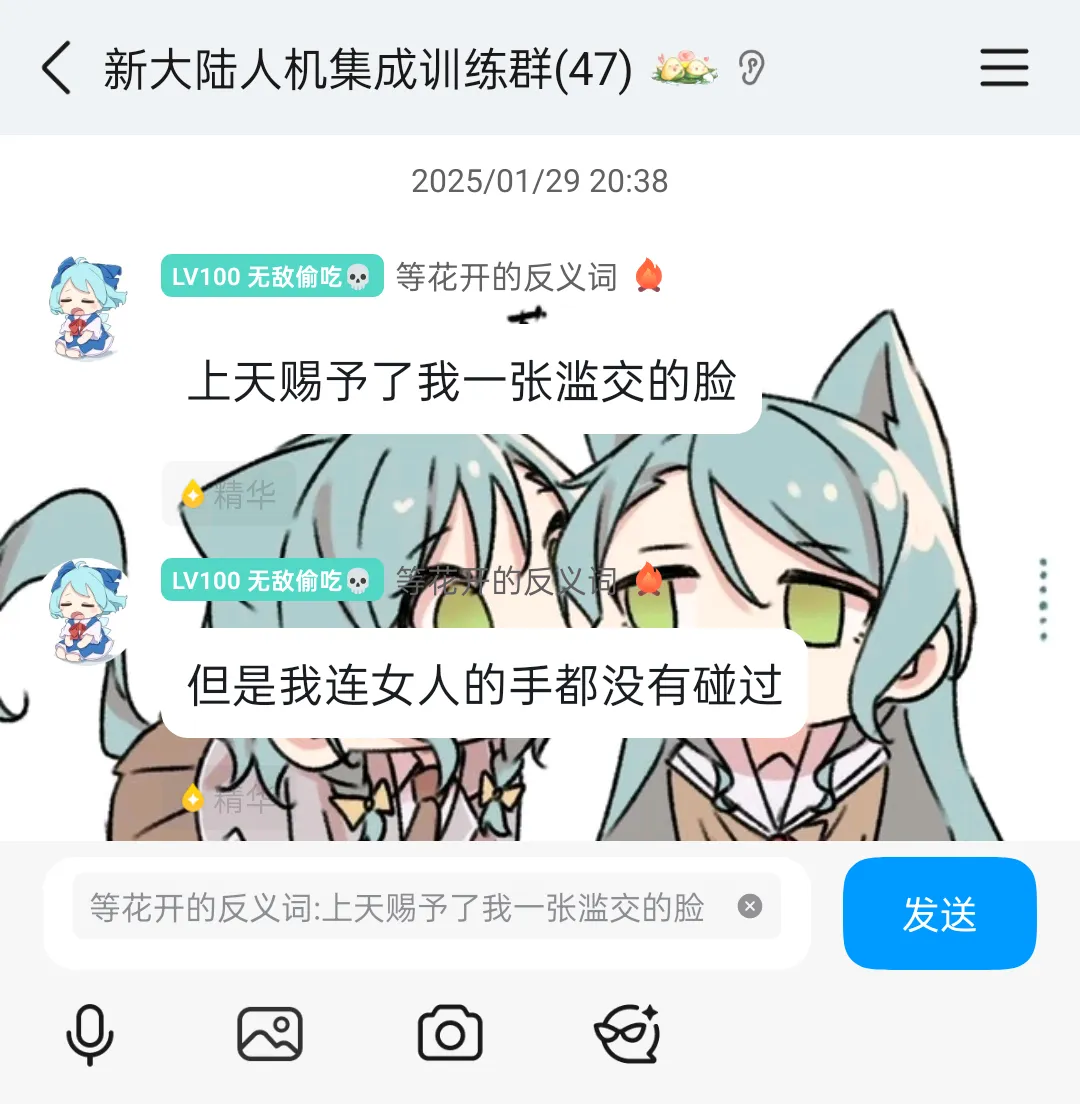 新大陆人机集成训练群(47)
2025/01/29 20:38
LV100 无敌偷吃💀 等花开的反义词 🔥
上天赐予了我一张滥交的脸
精华
LV100 无敌偷吃💀 等花开的反义词 🔥
但是我连女人的手都没有碰过
精华
等花开的反义词:上天赐予了我一张滥交的脸
发送